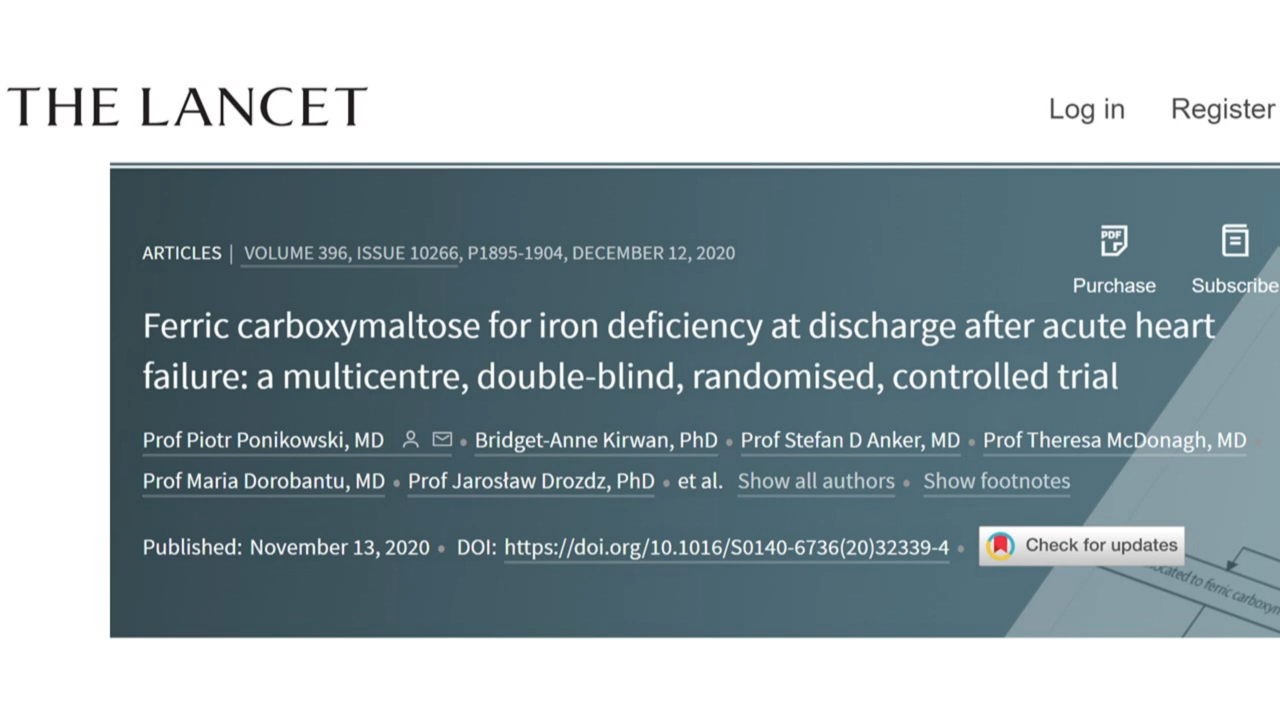 THE LANCET
Log in Register
ARTICLES | VOLUME 396, ISSUE 10266, P1895-1904, DECEMBER 12, 2020
PDF
Purchase Subscribe
Ferric carboxymaltose for iron deficiency at discharge after acute heart
failure: a multicentre, double-blind, randomised, controlled trial
Prof Piotr Ponikowski, MD • Bridget-Anne Kirwan, PhD • Prof Stefan D Anker, MD • Prof Theresa McDonagh, MD •
Prof Maria Dorobantu, MD • Prof Jarosław Drozdz, PhD • et al. Show all authors • Show footnotes
Published: November 13, 2020 • DOI: https://doi.org/10.1016/S0140-6736(20)32339-4 •
Check for updates
to ferric